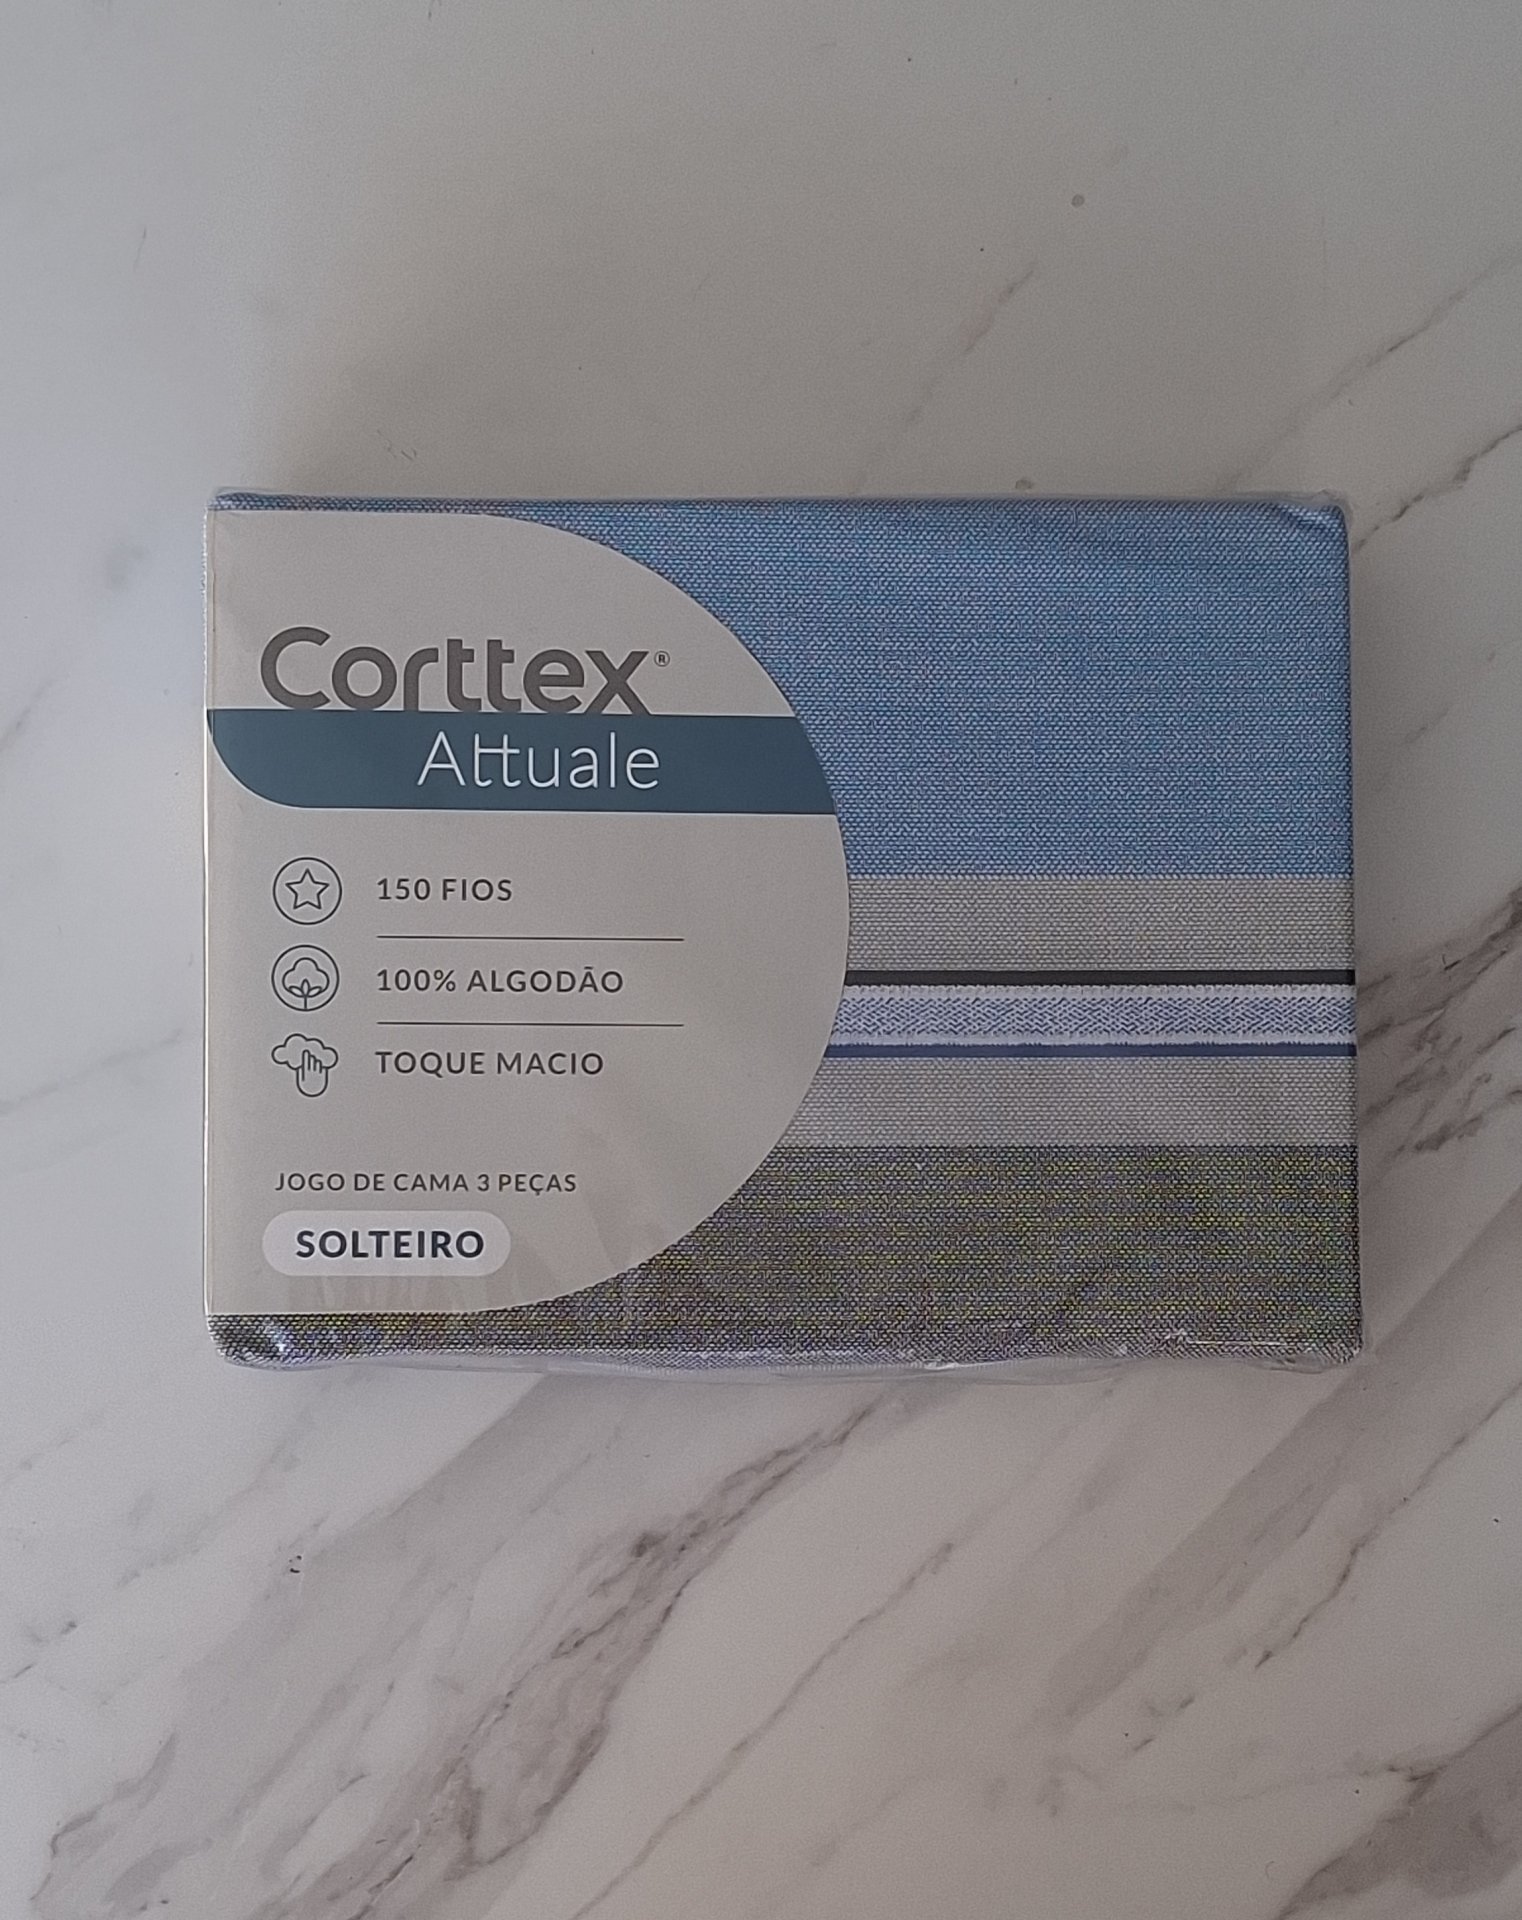 Corttex®
Attuale
150 FIOS
100% ALGODÃO
TOQUE MACIO
JOGO DE CAMA 3 PEÇAS
SOLTEIRO